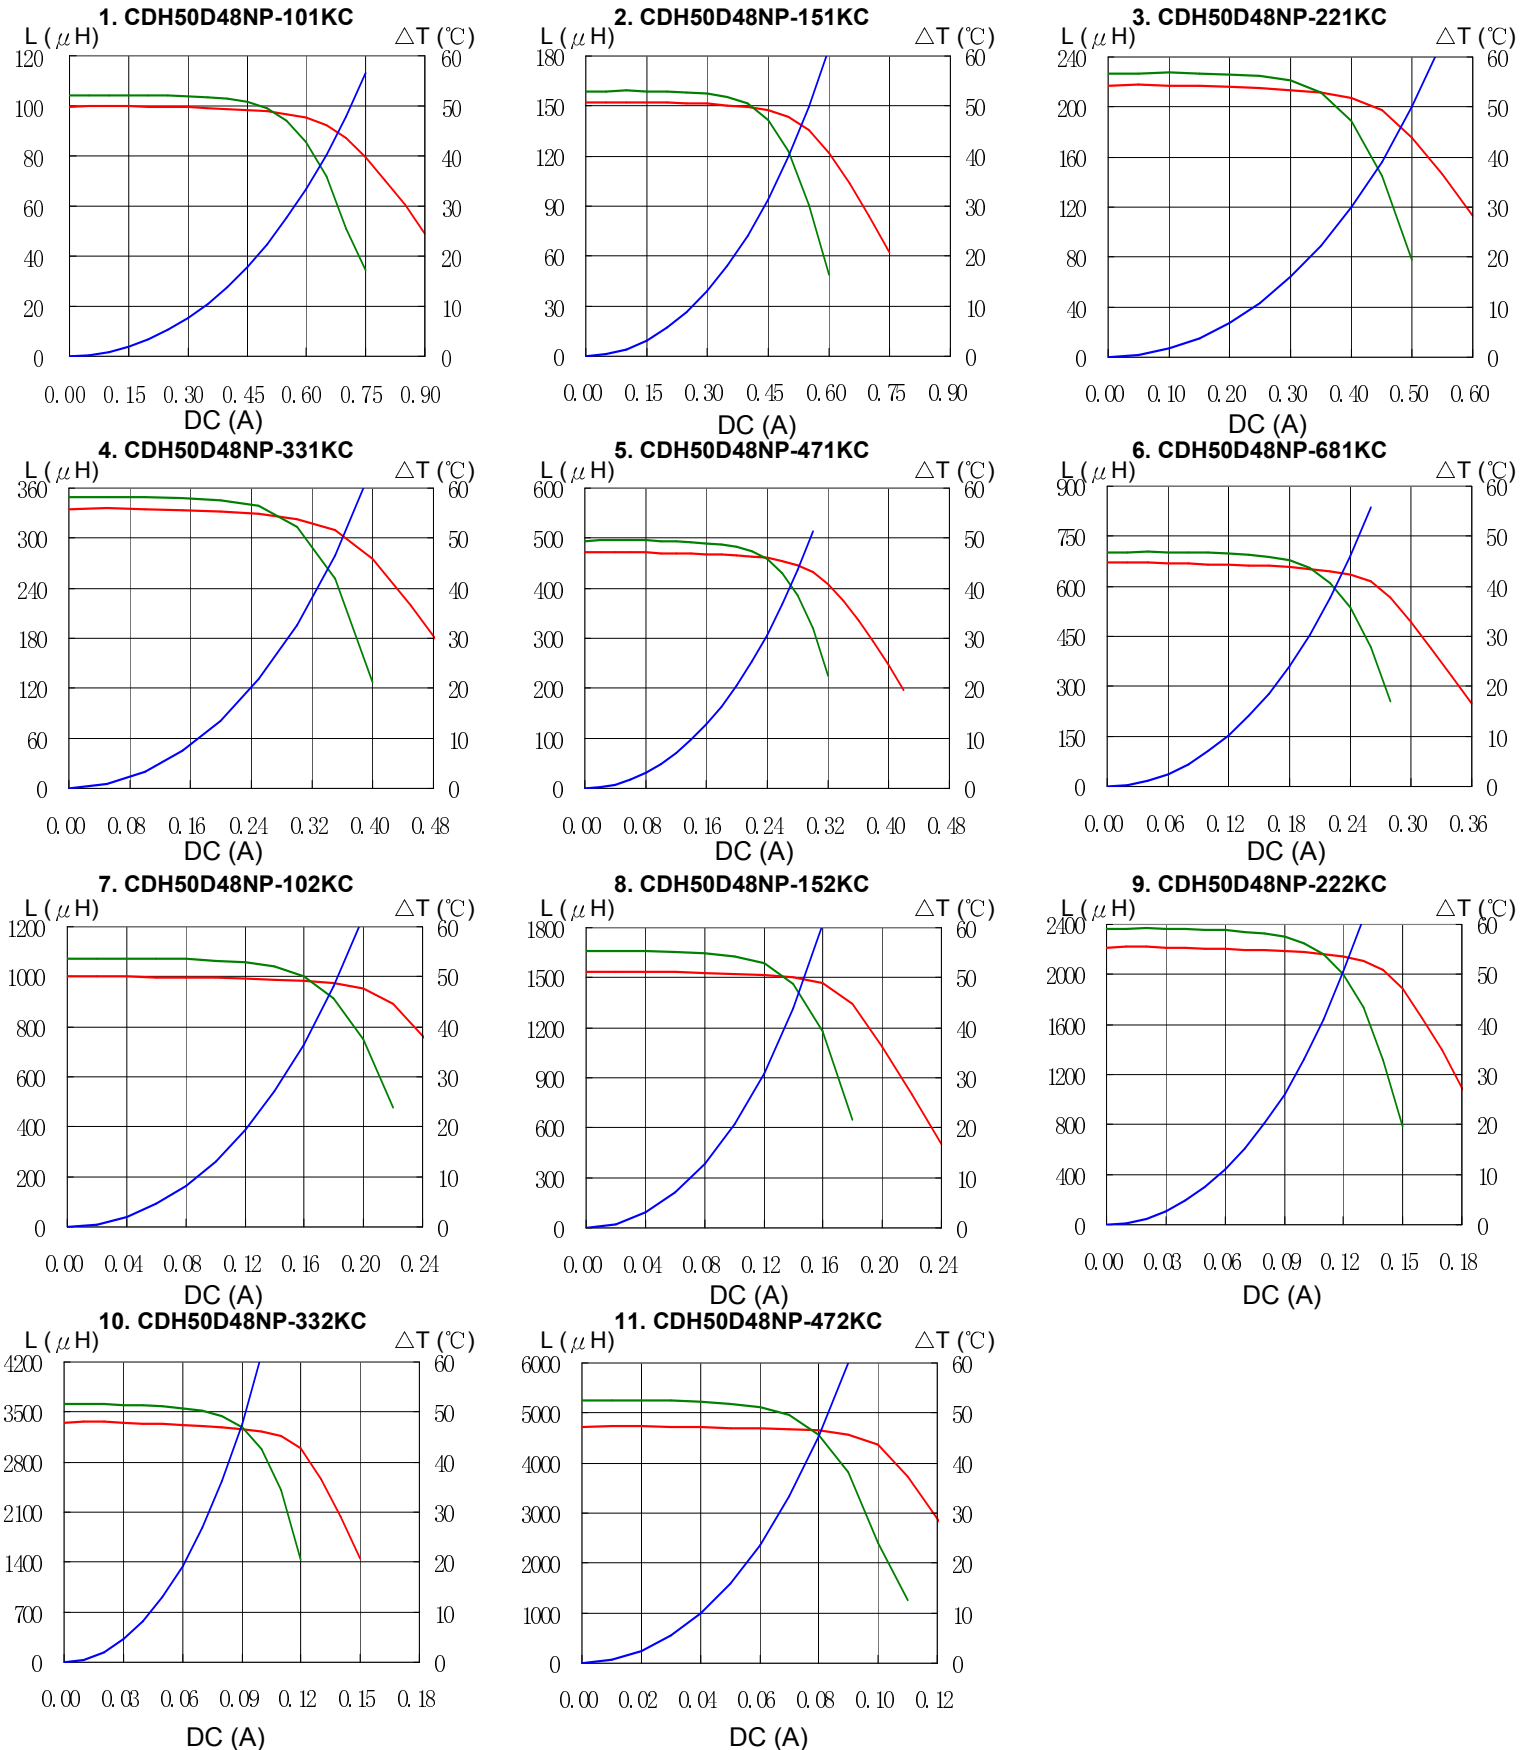 1. CDH50D48NP-101KC
L ( μ H) △T (℃)
120 60
100 50
80 40
60 30
40 20
20 10
0 0
0.00 0.15 0.30 0.45 0.60 0.75 0.90
DC (A)
2. CDH50D48NP-151KC
L ( μ H) △T (℃)
180 60
150 50
120 40
90 30
60 20
30 10
0 0
0.00 0.15 0.30 0.45 0.60 0.75 0.90
DC (A)
3. CDH50D48NP-221KC
L ( μ H) △T (℃)
240 60
200 50
160 40
120 30
80 20
40 10
0 0
0.00 0.10 0.20 0.30 0.40 0.50 0.60
DC (A)
4. CDH50D48NP-331KC
L ( μ H) △T (℃)
360 60
300 50
240 40
180 30
120 20
60 10
0 0
0.00 0.08 0.16 0.24 0.32 0.40 0.48
DC (A)
5. CDH50D48NP-471KC
L ( μ H) △T (℃)
600 60
500 50
400 40
300 30
200 20
100 10
0 0
0.00 0.08 0.16 0.24 0.32 0.40 0.48
DC (A)
6. CDH50D48NP-681KC
L ( μ H) △T (℃)
900 60
750 50
600 40
450 30
300 20
150 10
0 0
0.00 0.06 0.12 0.18 0.24 0.30 0.36
DC (A)
7. CDH50D48NP-102KC
L ( μ H) △T (℃)
1200 60
1000 50
800 40
600 30
400 20
200 10
0 0
0.00 0.04 0.08 0.12 0.16 0.20 0.24
DC (A)
8. CDH50D48NP-152KC
L ( μ H) △T (℃)
1800 60
1500 50
1200 40
900 30
600 20
300 10
0 0
0.00 0.04 0.08 0.12 0.16 0.20 0.24
DC (A)
9. CDH50D48NP-222KC
L ( μ H) △T (℃)
2400 60
2000 50
1600 40
1200 30
800 20
400 10
0 0
0.00 0.03 0.06 0.09 0.12 0.15 0.18
DC (A)
10. CDH50D48NP-332KC
L ( μ H) △T (℃)
4200 60
3500 50
2800 40
2100 30
1400 20
700 10
0 0
0.00 0.03 0.06 0.09 0.12 0.15 0.18
DC (A)
11. CDH50D48NP-472KC
L ( μ H) △T (℃)
6000 60
5000 50
4000 40
3000 30
2000 20
1000 10
0 0
0.00 0.02 0.04 0.06 0.08 0.10 0.12
DC (A)